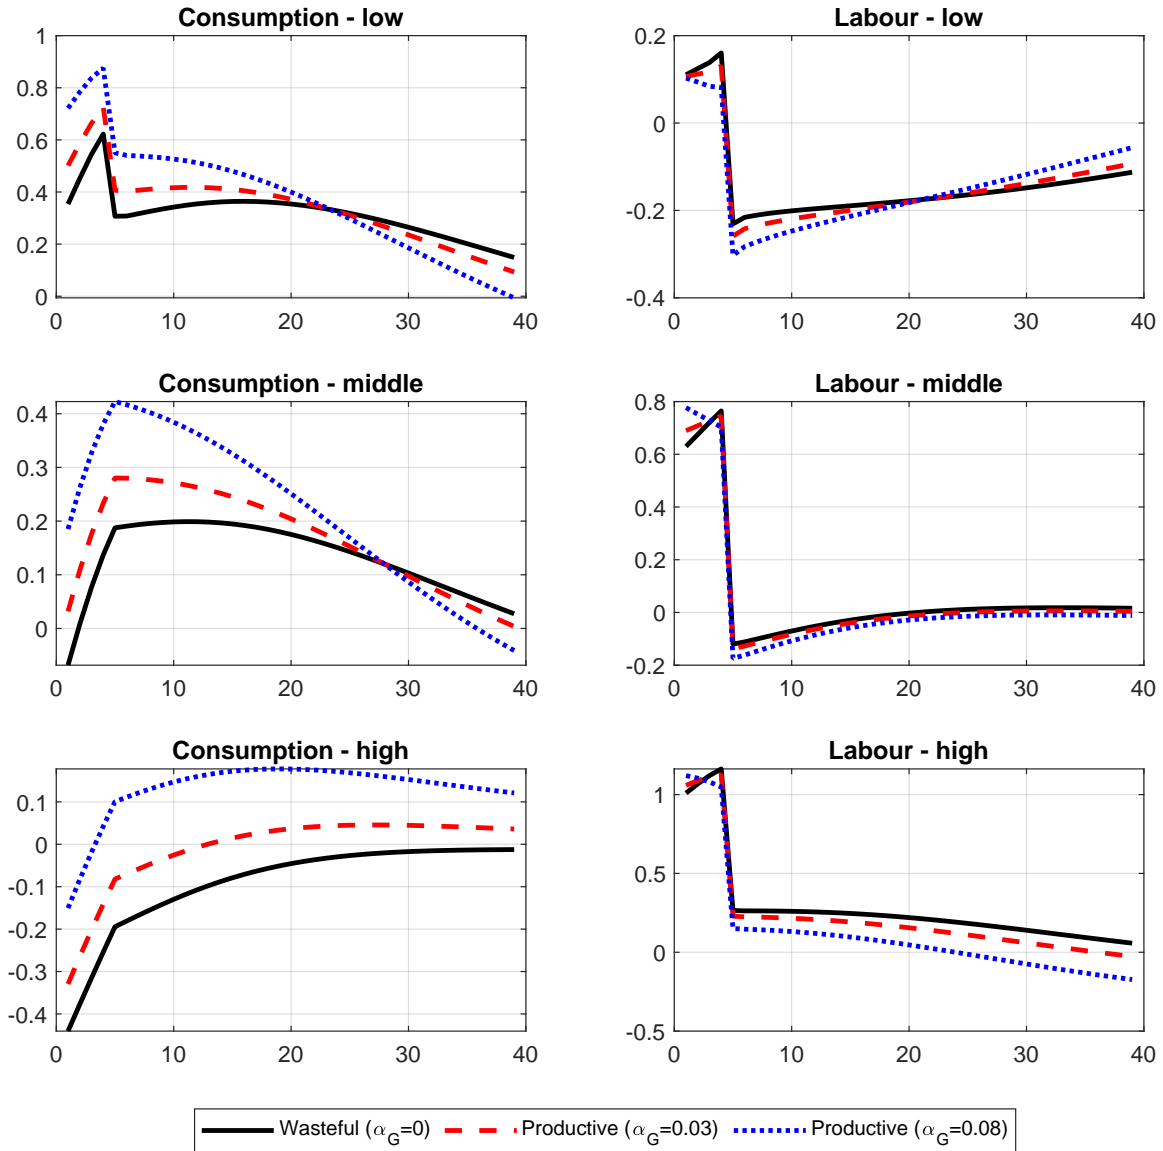 Consumption - low
1
0.8
0.6
0.4
0.2
0
0 10 20 30 40
Labour - low
0.2
0
-0.2
-0.4
0 10 20 30 40
Consumption - middle
0.4
0.3
0.2
0.1
0
0 10 20 30 40
Labour - middle
0.8
0.6
0.4
0.2
0
-0.2
0 10 20 30 40
Consumption - high
0.1
0
-0.1
-0.2
-0.3
-0.4
0 10 20 30 40
Labour - high
1
0.5
0
-0.5
0 10 20 30 40
Wasteful (α_G=0) Productive (α_G=0.03) Productive (α_G=0.08)